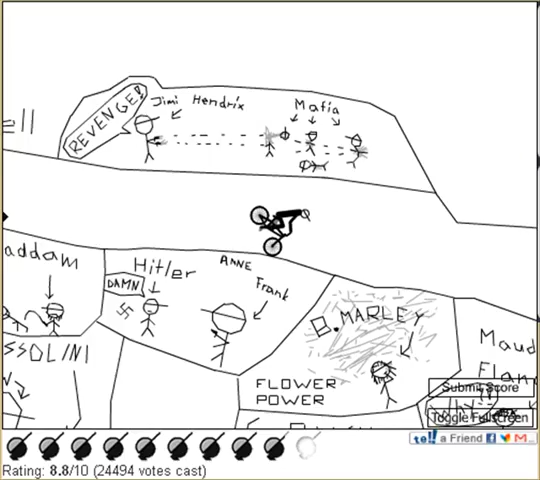 ell
REVENGE!
Jimi Hendrix
Mafia
addam
Hitler
DAMN
ANNE
Frank
B. MARLEY
SSOLINI
FLOWER
POWER
Maud
Flan
Submit Score
Toggle Fullscreen
tell a Friend
M...
Rating: 8.8/10 (24494 votes cast)